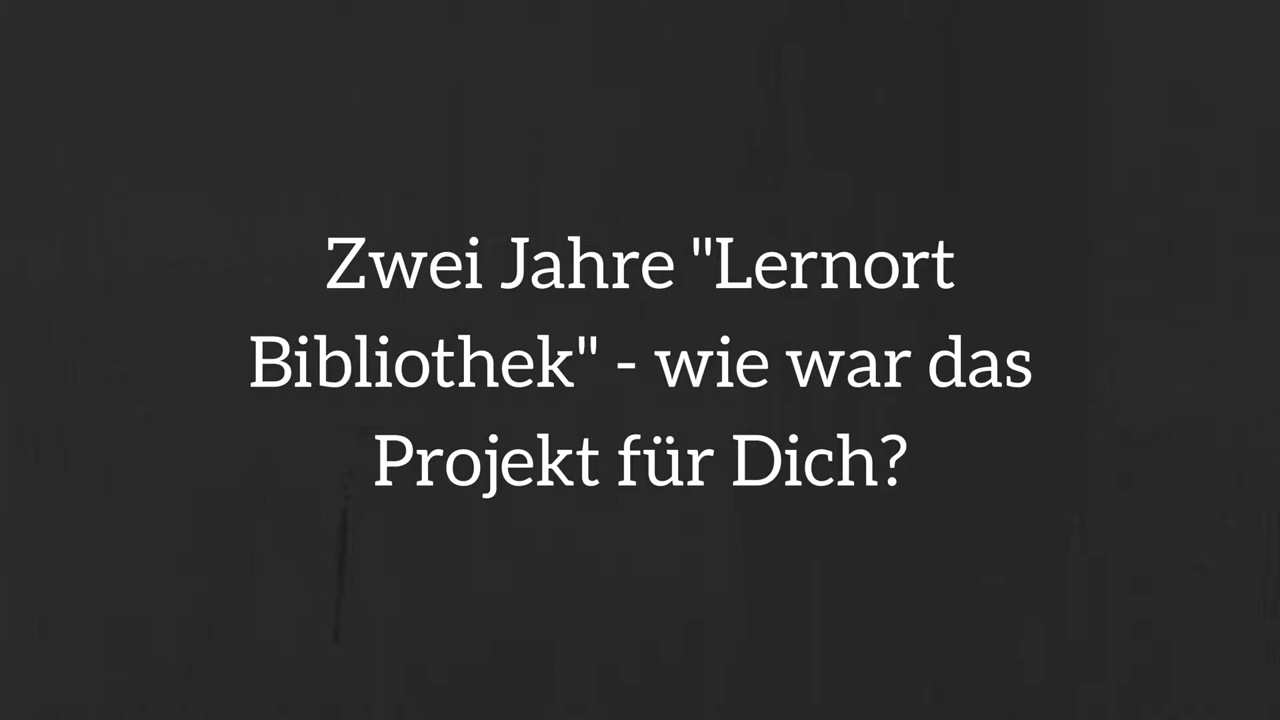 Zwei Jahre "Lernort
Bibliothek" - wie war das
Projekt für Dich?